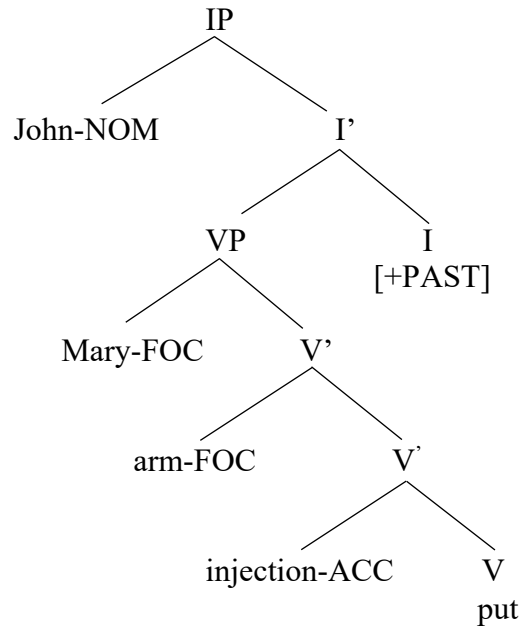 IP
John-NOM I’
VP I
[+PAST]
Mary-FOC V’
arm-FOC V’
injection-ACC V
put